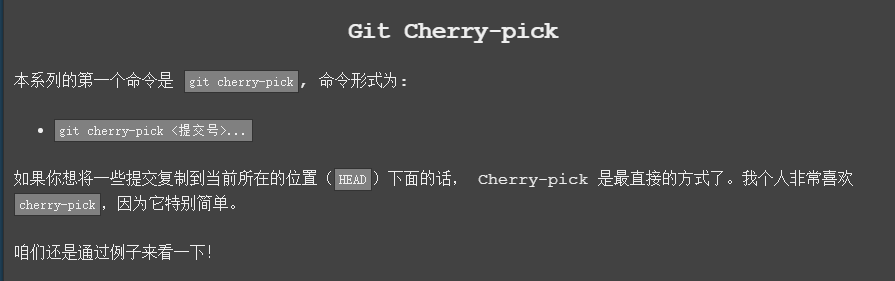 Git Cherry-pick
本系列的第一个命令是 git cherry-pick, 命令形式为:
git cherry-pick <提交号>...
如果你想将一些提交复制到当前所在的位置（HEAD）下面的话， Cherry-pick 是最直接的方式了。我个人非常喜欢
cherry-pick，因为它特别简单。
咱们还是通过例子来看一下！